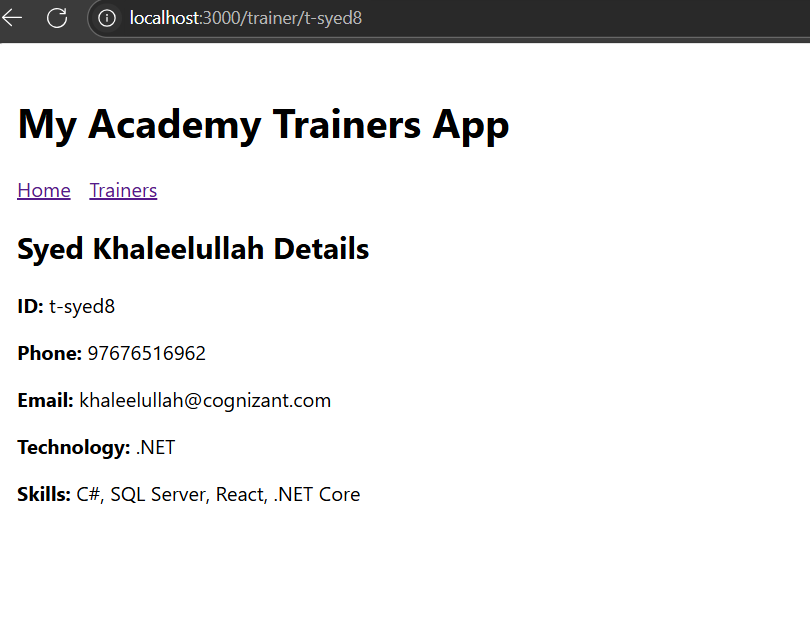 localhost:3000/trainer/t-syed8
My Academy Trainers App
Home Trainers
Syed Khaleelullah Details
ID: t-syed8
Phone: 97676516962
Email: khaleelullah@cognizant.com
Technology: .NET
Skills: C#, SQL Server, React, .NET Core